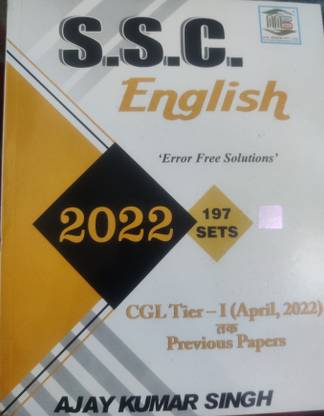 S.S.C.
English
'Error Free Solutions'
2022
197
SETS
CGL Tier – I (April, 2022)
तक
Previous Papers
AJAY KUMAR SINGH